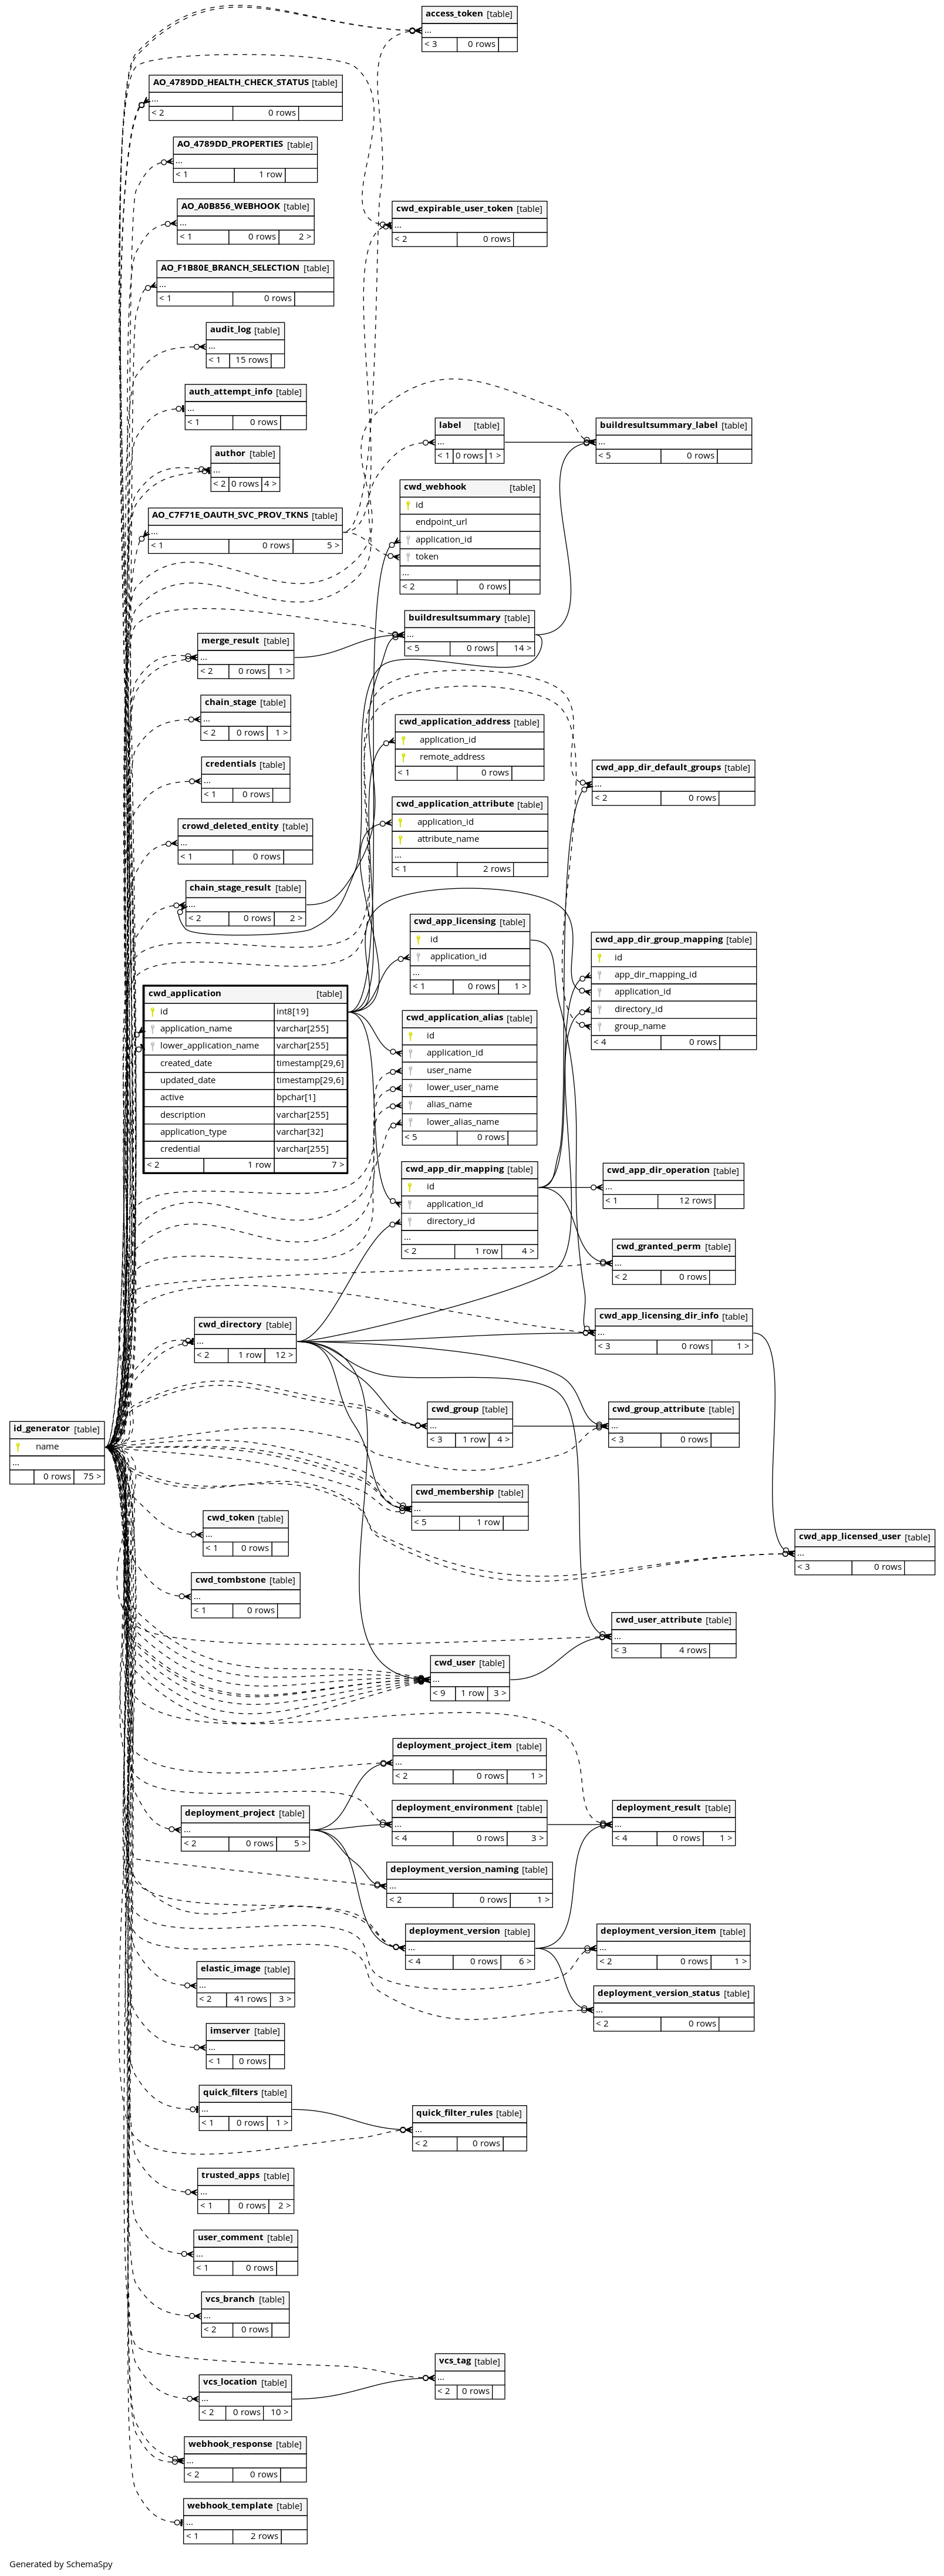 access_token [table]
...
< 3 0 rows
AO_4789DD_HEALTH_CHECK_STATUS [table]
...
< 2 0 rows
AO_4789DD_PROPERTIES [table]
...
< 1 1 row
AO_A0B856_WEBHOOK [table]
...
< 1 0 rows 2 >
cwd_expirable_user_token [table]
...
< 2 0 rows
AO_F1B80E_BRANCH_SELECTION [table]
...
< 1 0 rows
audit_log [table]
...
< 1 15 rows
auth_attempt_info [table]
...
< 1 0 rows
label [table]
...
< 1 0 rows 1 >
buildresultsummary_label [table]
...
< 5 0 rows
author [table]
...
< 2 0 rows 4 >
cwd_webhook [table]
id
endpoint_url
application_id
token
...
< 2 0 rows
AO_C7F71E_OAUTH_SVC_PROV_TKNS [table]
...
< 1 0 rows 5 >
buildresultsummary [table]
...
< 5 0 rows 14 >
merge_result [table]
...
< 2 0 rows 1 >
chain_stage [table]
...
< 2 0 rows 1 >
cwd_application_address [table]
application_id
remote_address
< 1 0 rows
credentials [table]
...
< 1 0 rows
cwd_app_dir_default_groups [table]
...
< 2 0 rows
cwd_application_attribute [table]
application_id
attribute_name
...
< 1 2 rows
crowd_deleted_entity [table]
...
< 1 0 rows
chain_stage_result [table]
...
< 2 0 rows 2 >
cwd_app_licensing [table]
id
application_id
...
< 1 0 rows 1 >
cwd_app_dir_group_mapping [table]
id
app_dir_mapping_id
application_id
directory_id
group_name
< 4 0 rows
cwd_application [table]
id int8[19]
application_name varchar[255]
lower_application_name varchar[255]
created_date timestamp[29,6]
updated_date timestamp[29,6]
active bpchar[1]
description varchar[255]
application_type varchar[32]
credential varchar[255]
< 2 1 row 7 >
cwd_application_alias [table]
id
application_id
user_name
lower_user_name
alias_name
lower_alias_name
< 5 0 rows
cwd_app_dir_mapping [table]
id
application_id
directory_id
...
< 2 1 row 4 >
cwd_app_dir_operation [table]
...
< 1 12 rows
cwd_granted_perm [table]
...
< 2 0 rows
cwd_directory [table]
...
< 2 1 row 12 >
cwd_app_licensing_dir_info [table]
...
< 3 0 rows 1 >
id_generator [table]
name
...
0 rows 75 >
cwd_group [table]
...
< 3 1 row 4 >
cwd_group_attribute [table]
...
< 3 0 rows
cwd_membership [table]
...
< 5 1 row
cwd_token [table]
...
< 1 0 rows
cwd_app_licensed_user [table]
...
< 3 0 rows
cwd_tombstone [table]
...
< 1 0 rows
cwd_user_attribute [table]
...
< 3 4 rows
cwd_user [table]
...
< 9 1 row 3 >
deployment_project_item [table]
...
< 2 0 rows 1 >
deployment_project [table]
...
< 2 0 rows 5 >
deployment_environment [table]
...
< 4 0 rows 3 >
deployment_result [table]
...
< 4 0 rows 1 >
deployment_version_naming [table]
...
< 2 0 rows 1 >
deployment_version [table]
...
< 4 0 rows 6 >
deployment_version_item [table]
...
< 2 0 rows 1 >
elastic_image [table]
...
< 2 41 rows 3 >
deployment_version_status [table]
...
< 2 0 rows
imserver [table]
...
< 1 0 rows
quick_filters [table]
...
< 1 0 rows 1 >
quick_filter_rules [table]
...
< 2 0 rows
trusted_apps [table]
...
< 1 0 rows 2 >
user_comment [table]
...
< 1 0 rows
vcs_branch [table]
...
< 2 0 rows
vcs_tag [table]
...
< 2 0 rows
vcs_location [table]
...
< 2 0 rows 10 >
webhook_response [table]
...
< 2 0 rows
webhook_template [table]
...
< 1 2 rows
Generated by SchemaSpy